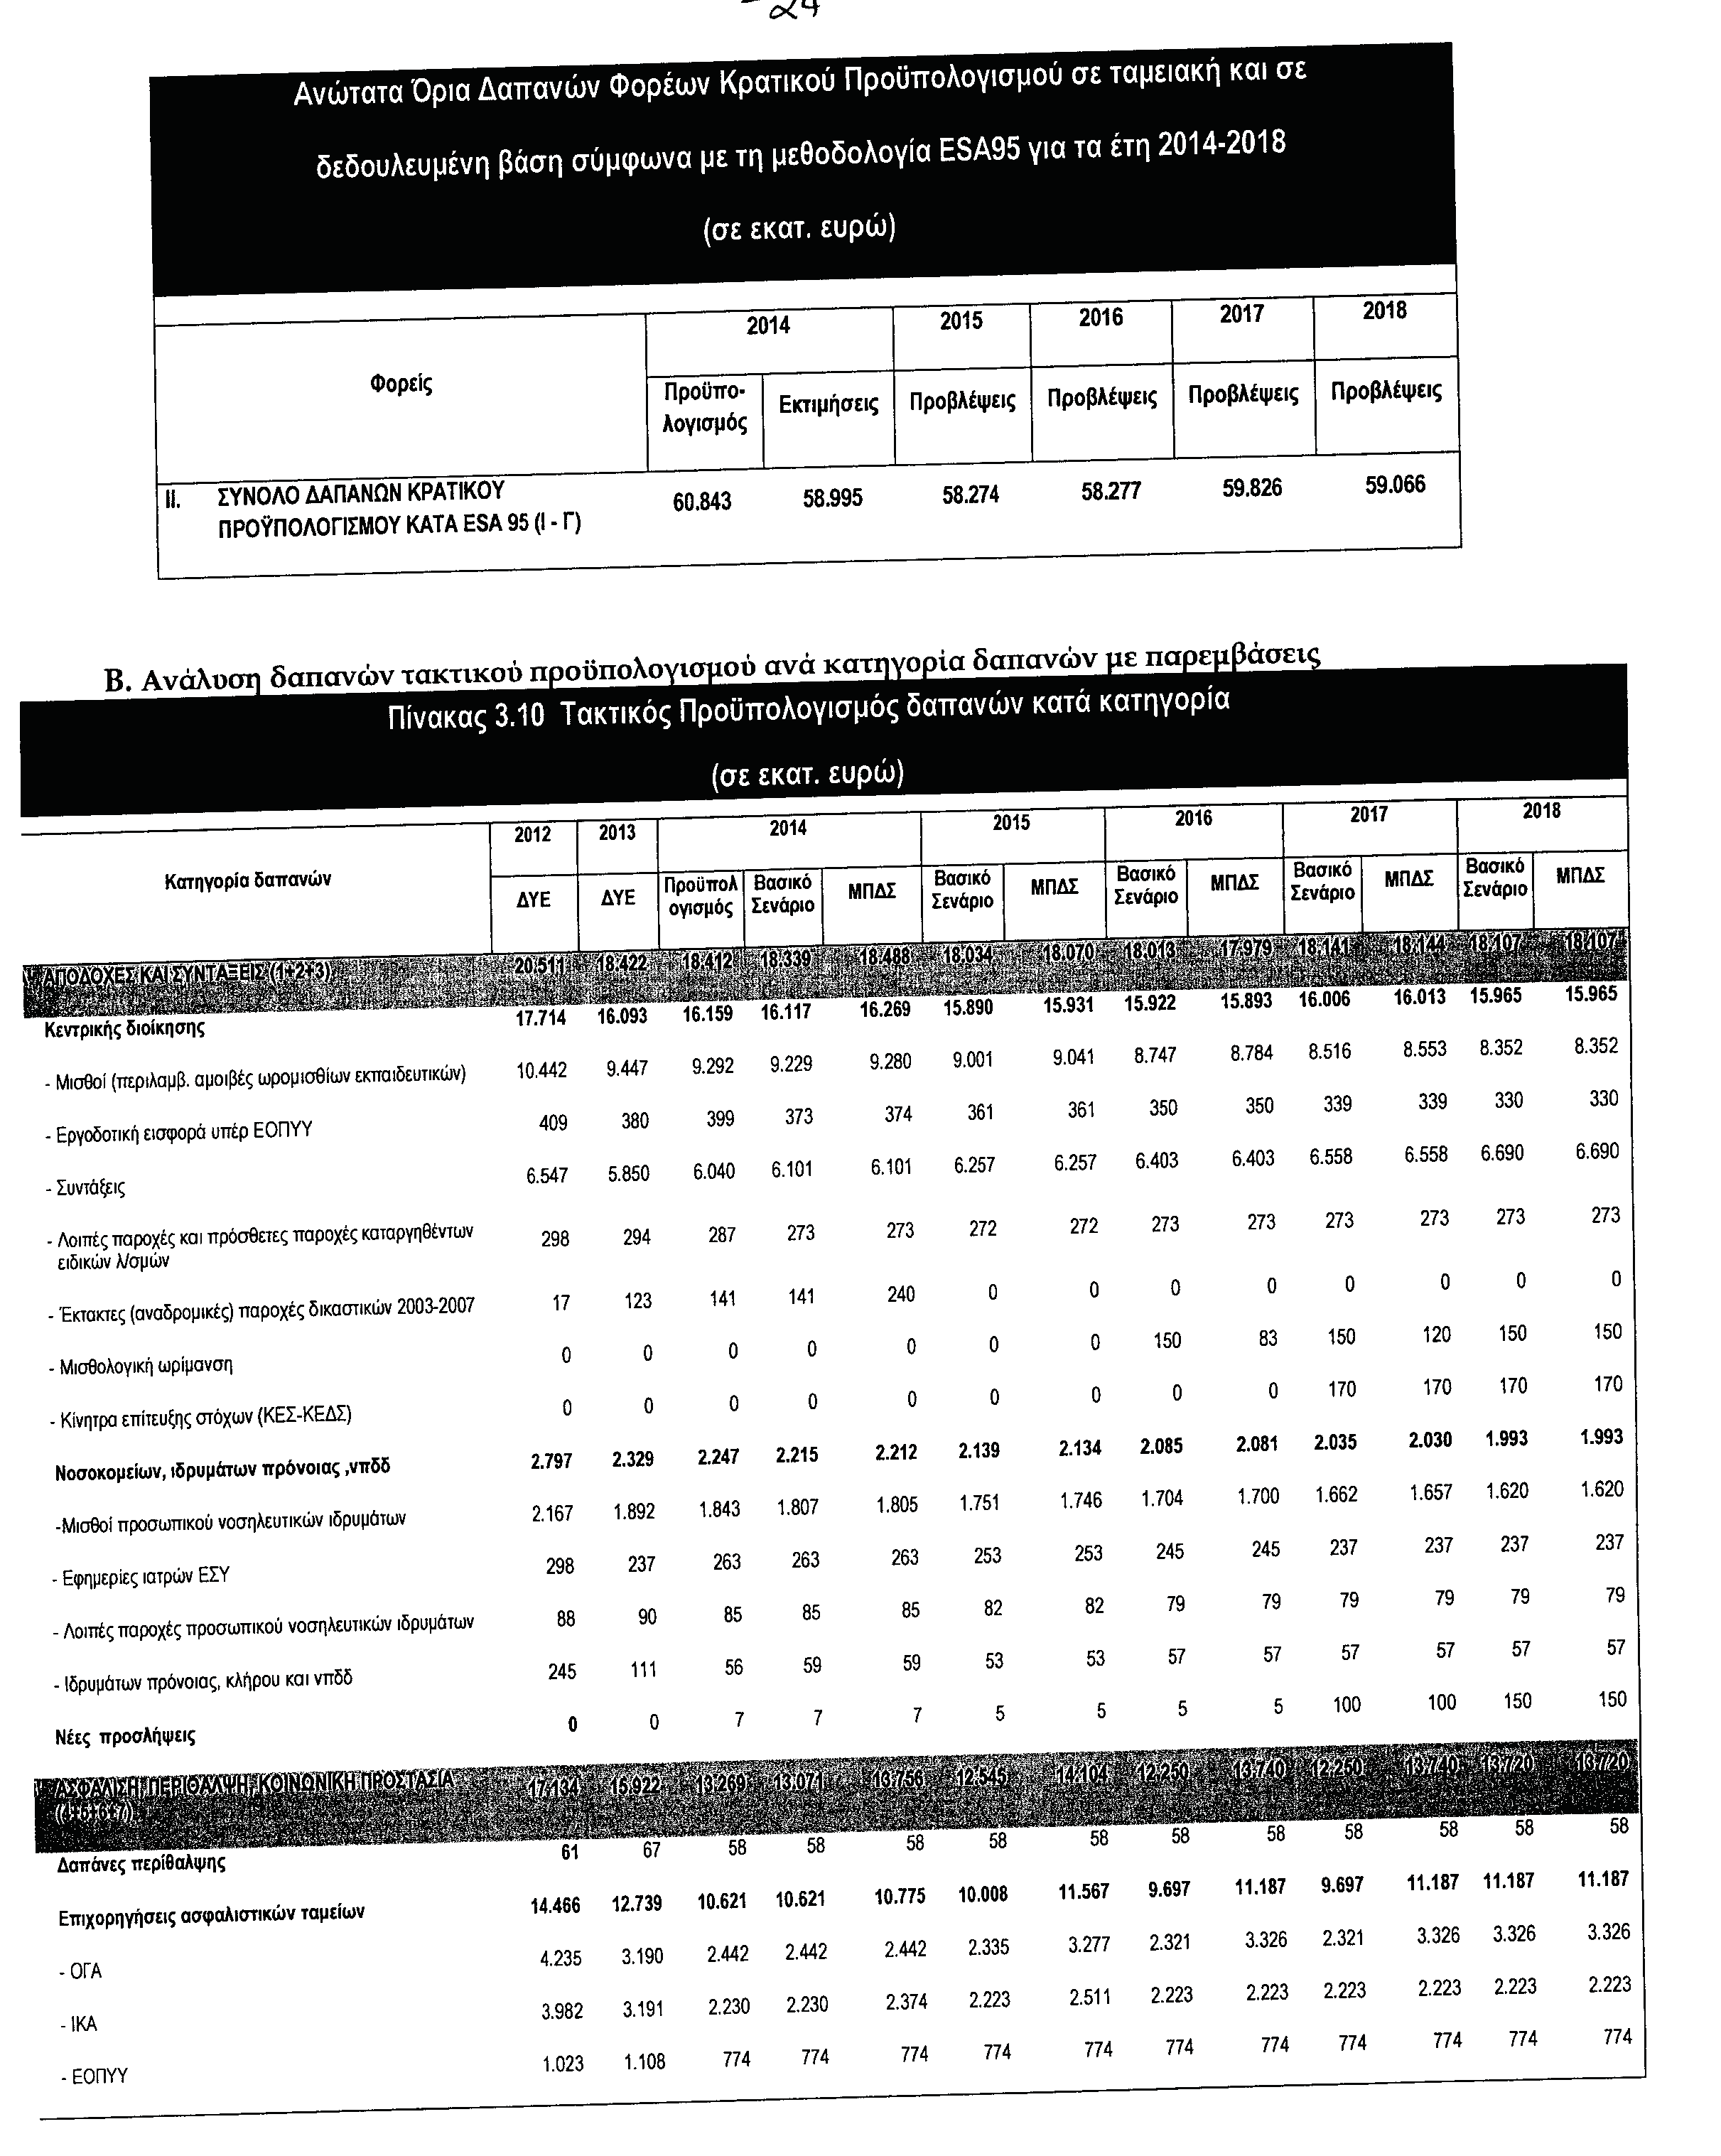 - 24
Ανώτατα Όρια Δαπανών Φορέων Κρατικού Προϋπολογισμού σε ταμειακή και σε
δεδουλευμένη βάση σύμφωνα με τη μεθοδολογία ESA95 για τα έτη 2014-2018
(σε εκατ. ευρώ)
2014 2015 2016 2017 2018
Φορείς
Προϋπο- Εκτιμήσεις Προβλέψεις Προβλέψεις Προβλέψεις Προβλέψεις
λογισμός
II. ΣΥΝΟΛΟ ΔΑΠΑΝΩΝ ΚΡΑΤΙΚΟΥ 60.843 58.995 58.274 58.277 59.826 59.066
ΠΡΟΫΠΟΛΟΓΙΣΜΟΥ ΚΑΤΑ ESA 95 (Ι - Γ)
Β. Ανάλυση δαπανών τακτικού προϋπολογισμού ανά κατηγορία δαπανών με παρεμβάσεις
Πίνακας 3.10 Τακτικός Προϋπολογισμός δαπανών κατά κατηγορία
(σε εκατ. ευρώ)
2012 2013 2014 2015 2016 2017 2018
Κατηγορία δαπανών
ΔΥΕ ΔΥΕ Προϋπολ Βασικό ΜΠΔΣ Βασικό ΜΠΔΣ Βασικό ΜΠΔΣ Βασικό ΜΠΔΣ Βασικό ΜΠΔΣ
ογισμός Σενάριο Σενάριο Σενάριο Σενάριο Σενάριο
ΑΠΟΔΟΧΕΣ ΚΑΙ ΣΥΝΤΑΞΕΙΣ (1+2+3) 20.511 18.422 18.412 18.339 18.488 18.034 18.070 18.013 17.979 18.141 18.144 18.107 18.107
Κεντρικής διοίκησης 17.714 16.093 16.159 16.117 16.269 15.890 15.931 15.922 15.893 16.006 16.013 15.965 15.965
- Μισθοί (περιλαμβ. αμοιβές ωρομισθίων εκπαιδευτικών) 10.442 9.447 9.292 9.229 9.280 9.001 9.041 8.747 8.784 8.516 8.553 8.352 8.352
- Εργοδοτική εισφορά υπέρ ΕΟΠΥΥ 409 380 399 373 374 361 361 350 350 339 339 330 330
- Συντάξεις 6.547 5.850 6.040 6.101 6.101 6.257 6.257 6.403 6.403 6.558 6.558 6.690 6.690
- Λοιπές παροχές και πρόσθετες παροχές καταργηθέντων 298 294 287 273 273 272 272 273 273 273 273 273 273
ειδικών λ/σμών
- Έκτακτες (αναδρομικές) παροχές δικαστικών 2003-2007 17 123 141 141 240 0 0 0 0 0 0 0 0
- Μισθολογική ωρίμανση 0 0 0 0 0 0 0 150 83 150 120 150 150
- Κίνητρα επίτευξης στόχων (ΚΕΣ-ΚΕΔΣ) 0 0 0 0 0 0 0 0 0 170 170 170 170
Νοσοκομείων, ιδρυμάτων πρόνοιας ,νπδδ 2.797 2.329 2.247 2.215 2.212 2.139 2.134 2.085 2.081 2.035 2.030 1.993 1.993
-Μισθοί προσωπικού νοσηλευτικών ιδρυμάτων 2.167 1.892 1.843 1.807 1.805 1.751 1.746 1.704 1.700 1.662 1.657 1.620 1.620
- Εφημερίες ιατρών ΕΣΥ 298 237 263 263 263 253 253 245 245 237 237 237 237
- Λοιπές παροχές προσωπικού νοσηλευτικών ιδρυμάτων 88 90 85 85 85 82 82 79 79 79 79 79 79
- Ιδρυμάτων πρόνοιας, κλήρου και νπδδ 245 111 56 59 59 53 53 57 57 57 57 57 57
Νέες προσλήψεις 0 0 7 7 7 5 5 5 5 100 100 150 150
ΑΣΦΑΛΙΣΗ, ΠΕΡΙΘΑΛΨΗ, ΚΟΙΝΩΝΙΚΗ ΠΡΟΣΤΑΣΙΑ 17.134 15.922 13.269 13.071 13.756 12.545 14.104 12.250 13.740 12.250 13.740 13.720 13.720
(4+5+6+7)
Δαπάνες περίθαλψης 61 67 58 58 58 58 58 58 58 58 58 58 58
Επιχορηγήσεις ασφαλιστικών ταμείων 14.466 12.739 10.621 10.621 10.775 10.008 11.567 9.697 11.187 9.697 11.187 11.187 11.187
- ΟΓΑ 4.235 3.190 2.442 2.442 2.442 2.335 3.277 2.321 3.326 2.321 3.326 3.326 3.326
- ΙΚΑ 3.982 3.191 2.230 2.230 2.374 2.223 2.511 2.223 2.223 2.223 2.223 2.223 2.223
- ΕΟΠΥΥ 1.023 1.108 774 774 774 774 774 774 774 774 774 774 774